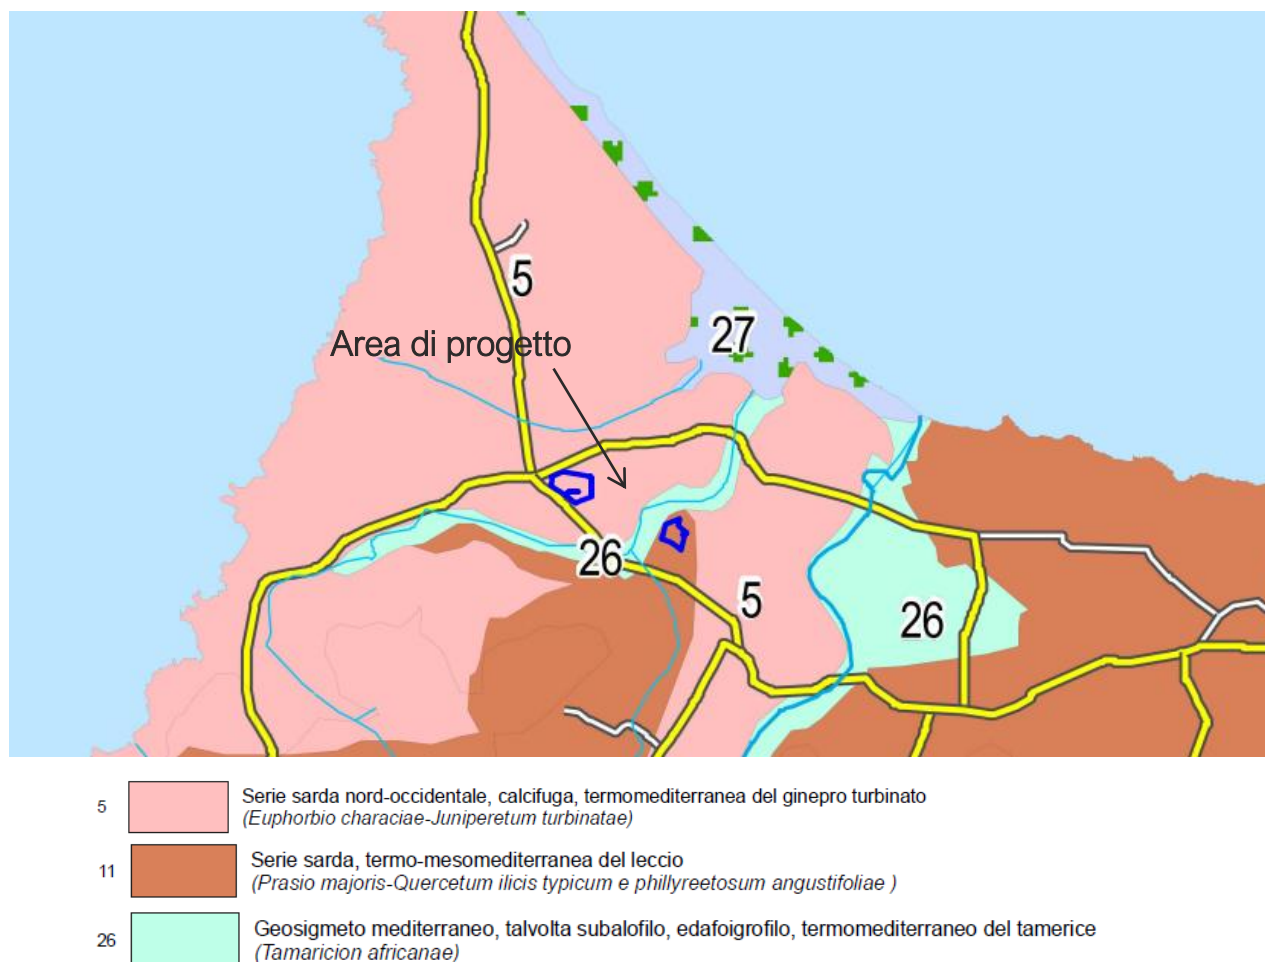 5
27
Area di progetto
26
5
26
5 Serie sarda nord-occidentale, calcifuga, termomediterranea del ginepro turbinato
(Euphorbio characiae-Juniperetum turbinatae)
11 Serie sarda, termo-mesomediterranea del leccio
(Prasio majoris-Quercetum ilicis typicum e phillyreetosum angustifoliae )
26 Geosigmeto mediterraneo, talvolta subalofilo, edafoigrofilo, termomediterraneo del tamerice
(Tamaricion africanae)